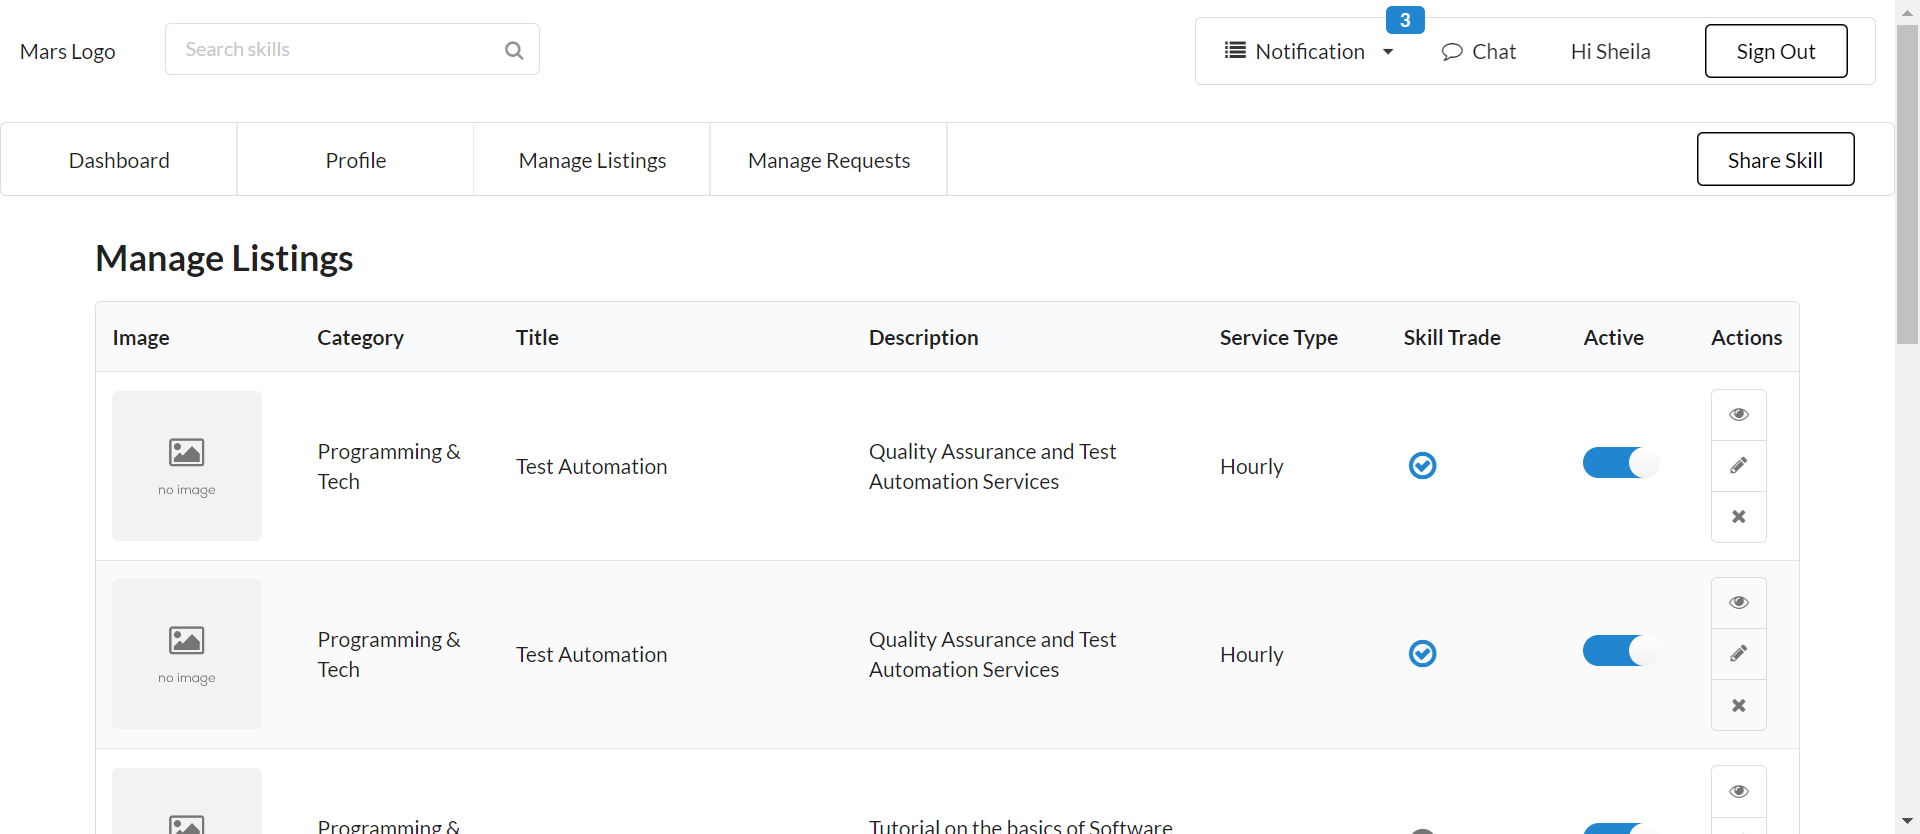 Mars Logo
Search skills
3
Notification
Chat
Hi Sheila
Sign Out
Dashboard
Profile
Manage Listings
Manage Requests
Share Skill
Manage Listings
Image Category Title Description Service Type Skill Trade Active Actions
no image
Programming &
Tech
Test Automation
Quality Assurance and Test
Automation Services
Hourly
no image
Programming &
Tech
Test Automation
Quality Assurance and Test
Automation Services
Hourly
Programming &
Tutorial on the basics of Software